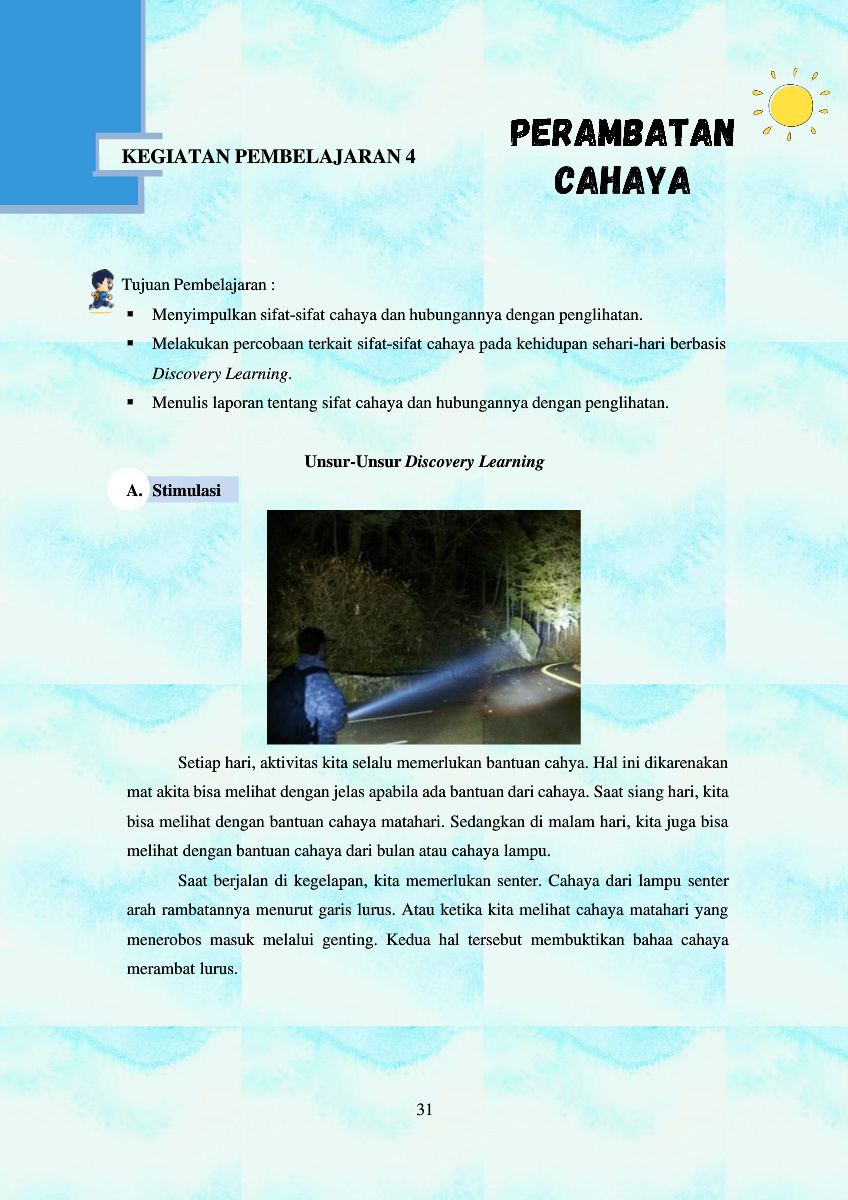 PERAMBATAN
CAHAYA
KEGIATAN PEMBELAJARAN 4
Tujuan Pembelajaran :
▪ Menyimpulkan sifat-sifat cahaya dan hubungannya dengan penglihatan.
▪ Melakukan percobaan terkait sifat-sifat cahaya pada kehidupan sehari-hari berbasis
Discovery Learning.
▪ Menulis laporan tentang sifat cahaya dan hubungannya dengan penglihatan.
Unsur-Unsur Discovery Learning
A. Stimulasi
Setiap hari, aktivitas kita selalu memerlukan bantuan cahya. Hal ini dikarenakan
mat akita bisa melihat dengan jelas apabila ada bantuan dari cahaya. Saat siang hari, kita
bisa melihat dengan bantuan cahaya matahari. Sedangkan di malam hari, kita juga bisa
melihat dengan bantuan cahaya dari bulan atau cahaya lampu.
Saat berjalan di kegelapan, kita memerlukan senter. Cahaya dari lampu senter
arah rambatannya menurut garis lurus. Atau ketika kita melihat cahaya matahari yang
menerobos masuk melalui genting. Kedua hal tersebut membuktikan bahaa cahaya
merambat lurus.
31